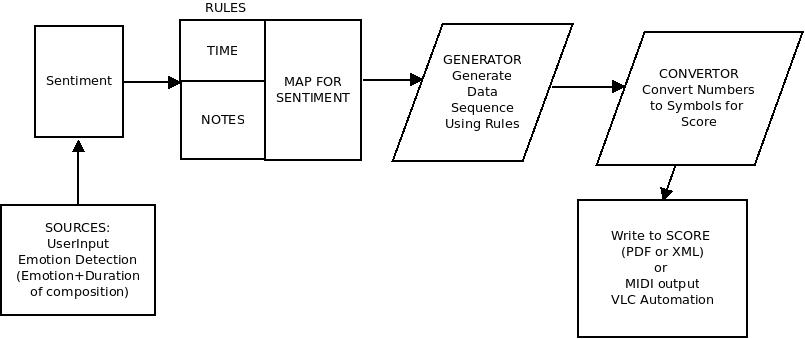 RULES
Sentiment
TIME
NOTES
MAP FOR
SENTIMENT
GENERATOR
Generate
Data
Sequence
Using Rules
CONVERTOR
Convert Numbers
to Symbols for
Score
SOURCES:
UserInput
Emotion Detection
(Emotion+Duration
of composition)
Write to SCORE
(PDF or XML)
or
MIDI output
VLC Automation